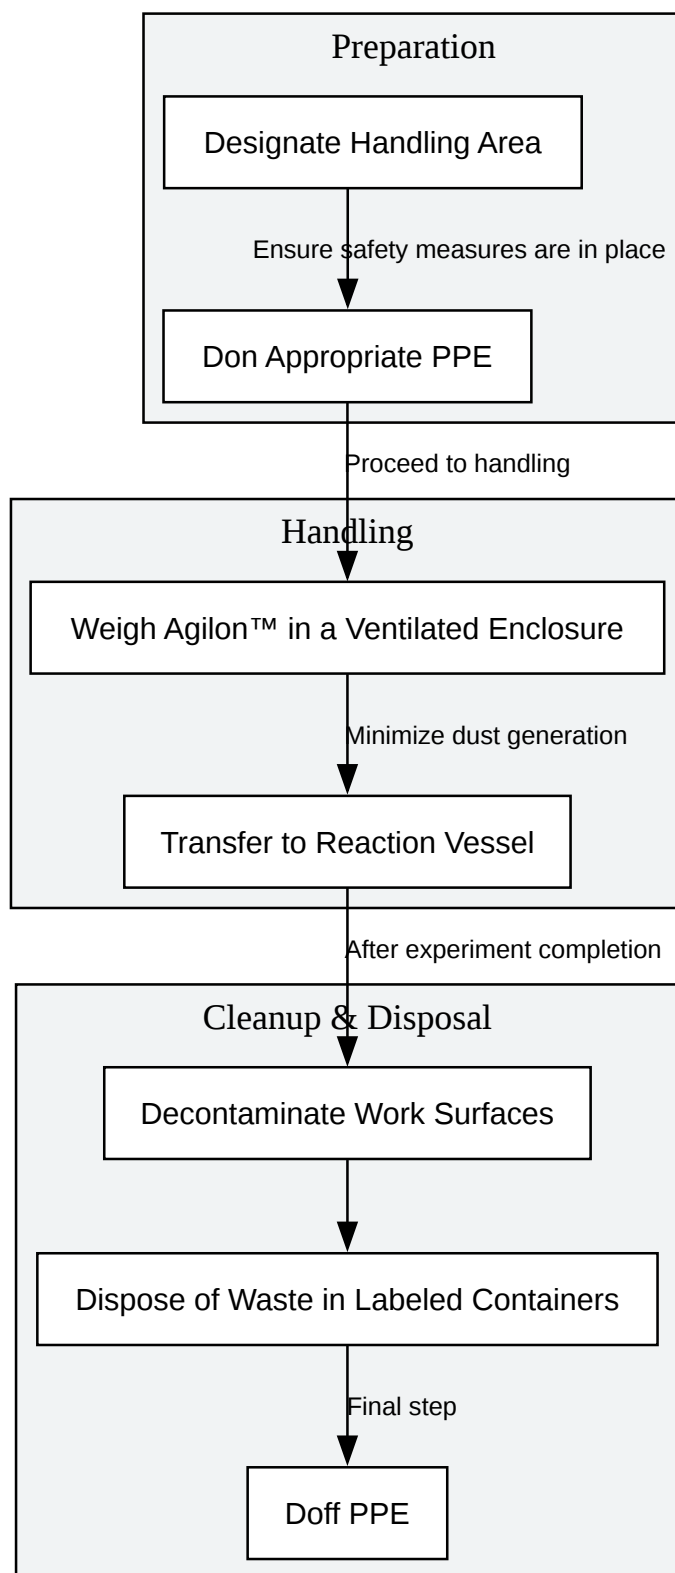 Preparation
Designate Handling Area
Ensure safety measures are in place
Don Appropriate PPE
Proceed to handling
Handling
Weigh Agilon™ in a Ventilated Enclosure
Minimize dust generation
Transfer to Reaction Vessel
After experiment completion
Cleanup & Disposal
Decontaminate Work Surfaces
Dispose of Waste in Labeled Containers
Final step
Doff PPE